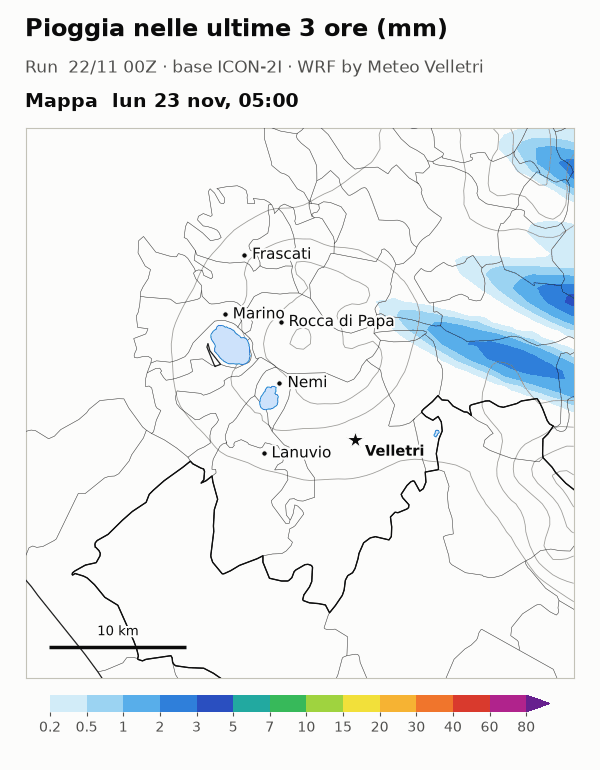 Pioggia nelle ultime 3 ore (mm)
Run  22/11 00Z · base ICON-2I · WRF by Meteo Velletri
Mappa  lun 23 nov, 05:00
Frascati
Marino
Rocca di Papa
Nemi
Velletri
Lanuvio
10 km
0.2 0.5 1 2 3 5 7 10 15 20 30 40 60 80